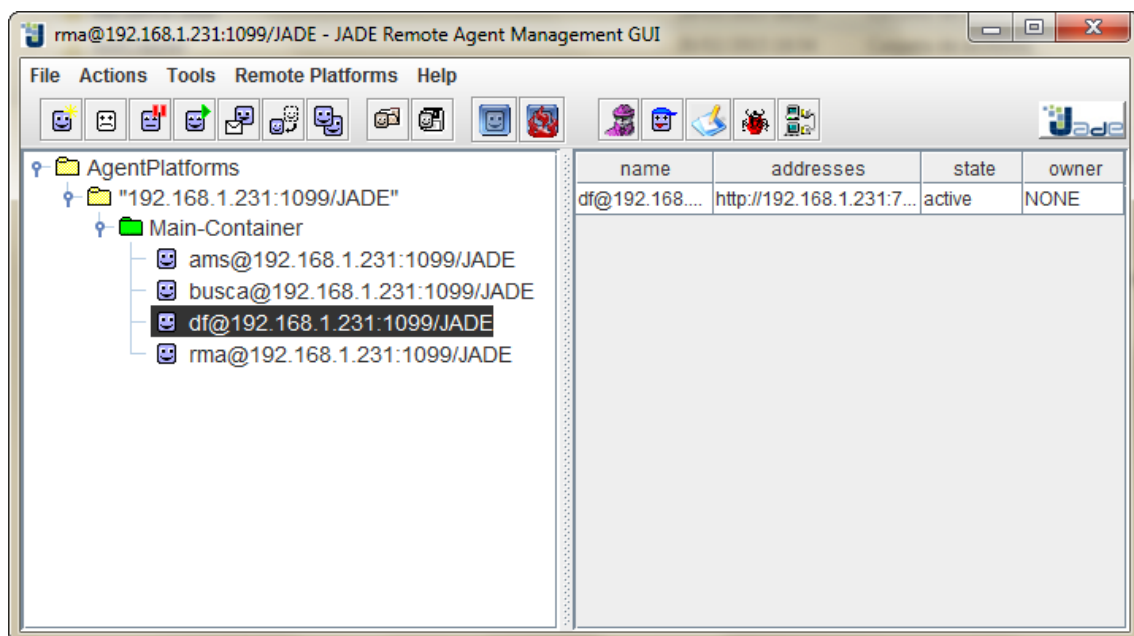 rma@192.168.1.231:1099/JADE - JADE Remote Agent Management GUI
File Actions Tools Remote Platforms Help
Jade
AgentPlatforms
"192.168.1.231:1099/JADE"
Main-Container
ams@192.168.1.231:1099/JADE
busca@192.168.1.231:1099/JADE
df@192.168.1.231:1099/JADE
rma@192.168.1.231:1099/JADE
name addresses state owner
df@192.168.... http://192.168.1.231:7... active NONE